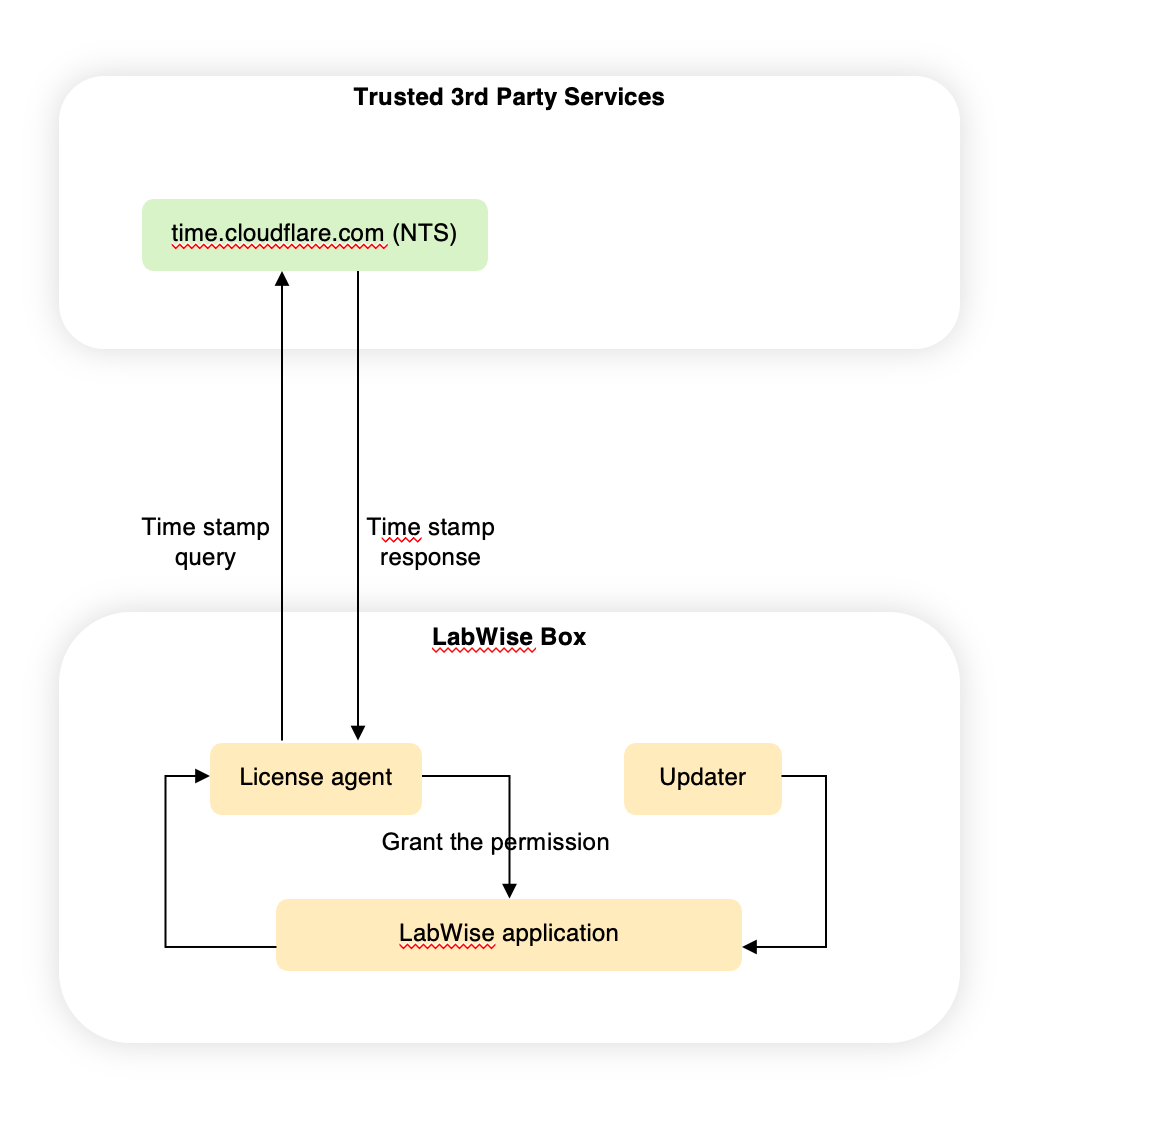 Trusted 3rd Party Services
time.cloudflare.com (NTS)
Time stamp
query
Time stamp
response
LabWise Box
License agent
Updater
Grant the permission
LabWise application